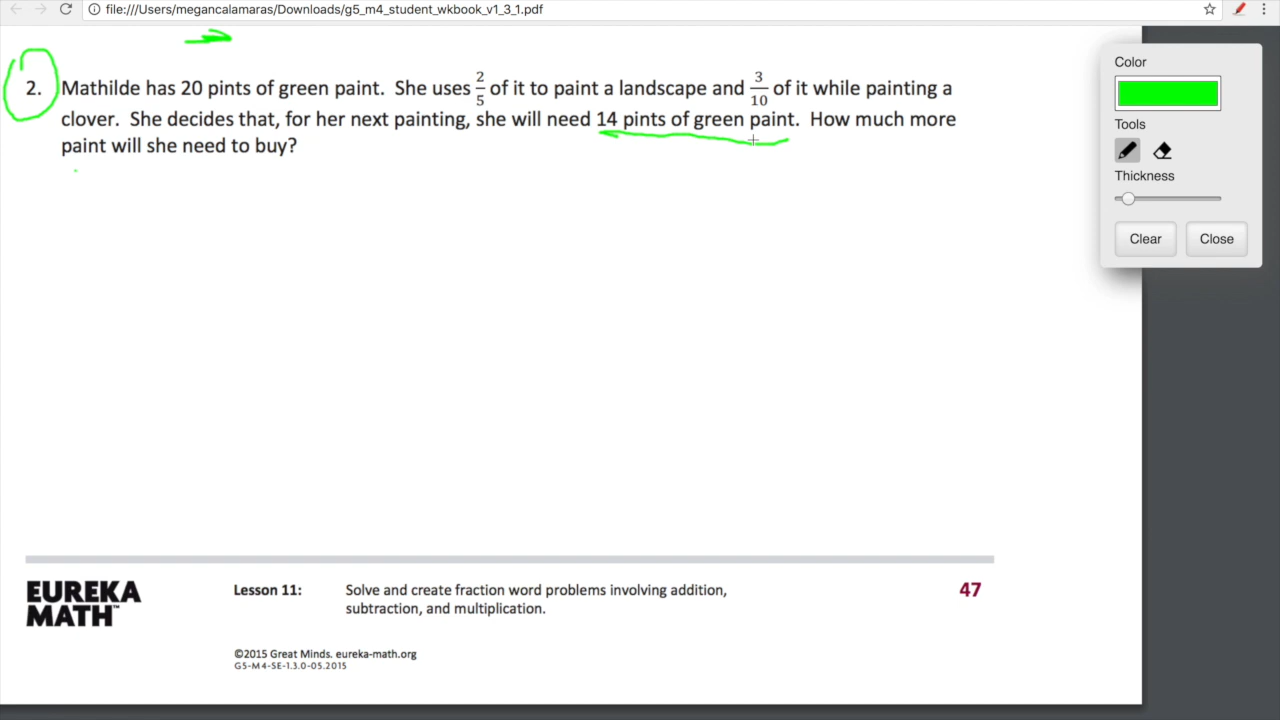 file:///Users/megancalamaras/Downloads/g5_m4_student_wkbook_v1_3_1.pdf
2. Mathilde has 20 pints of green paint. She uses 2/5 of it to paint a landscape and 3/10 of it while painting a
clover. She decides that, for her next painting, she will need 14 pints of green paint. How much more
paint will she need to buy?
Color
Tools
Thickness
Clear Close
EUREKA
MATH™
Lesson 11: Solve and create fraction word problems involving addition,
subtraction, and multiplication.
47
©2015 Great Minds. eureka-math.org
G5-M4-SE-1.3.0-05.2015